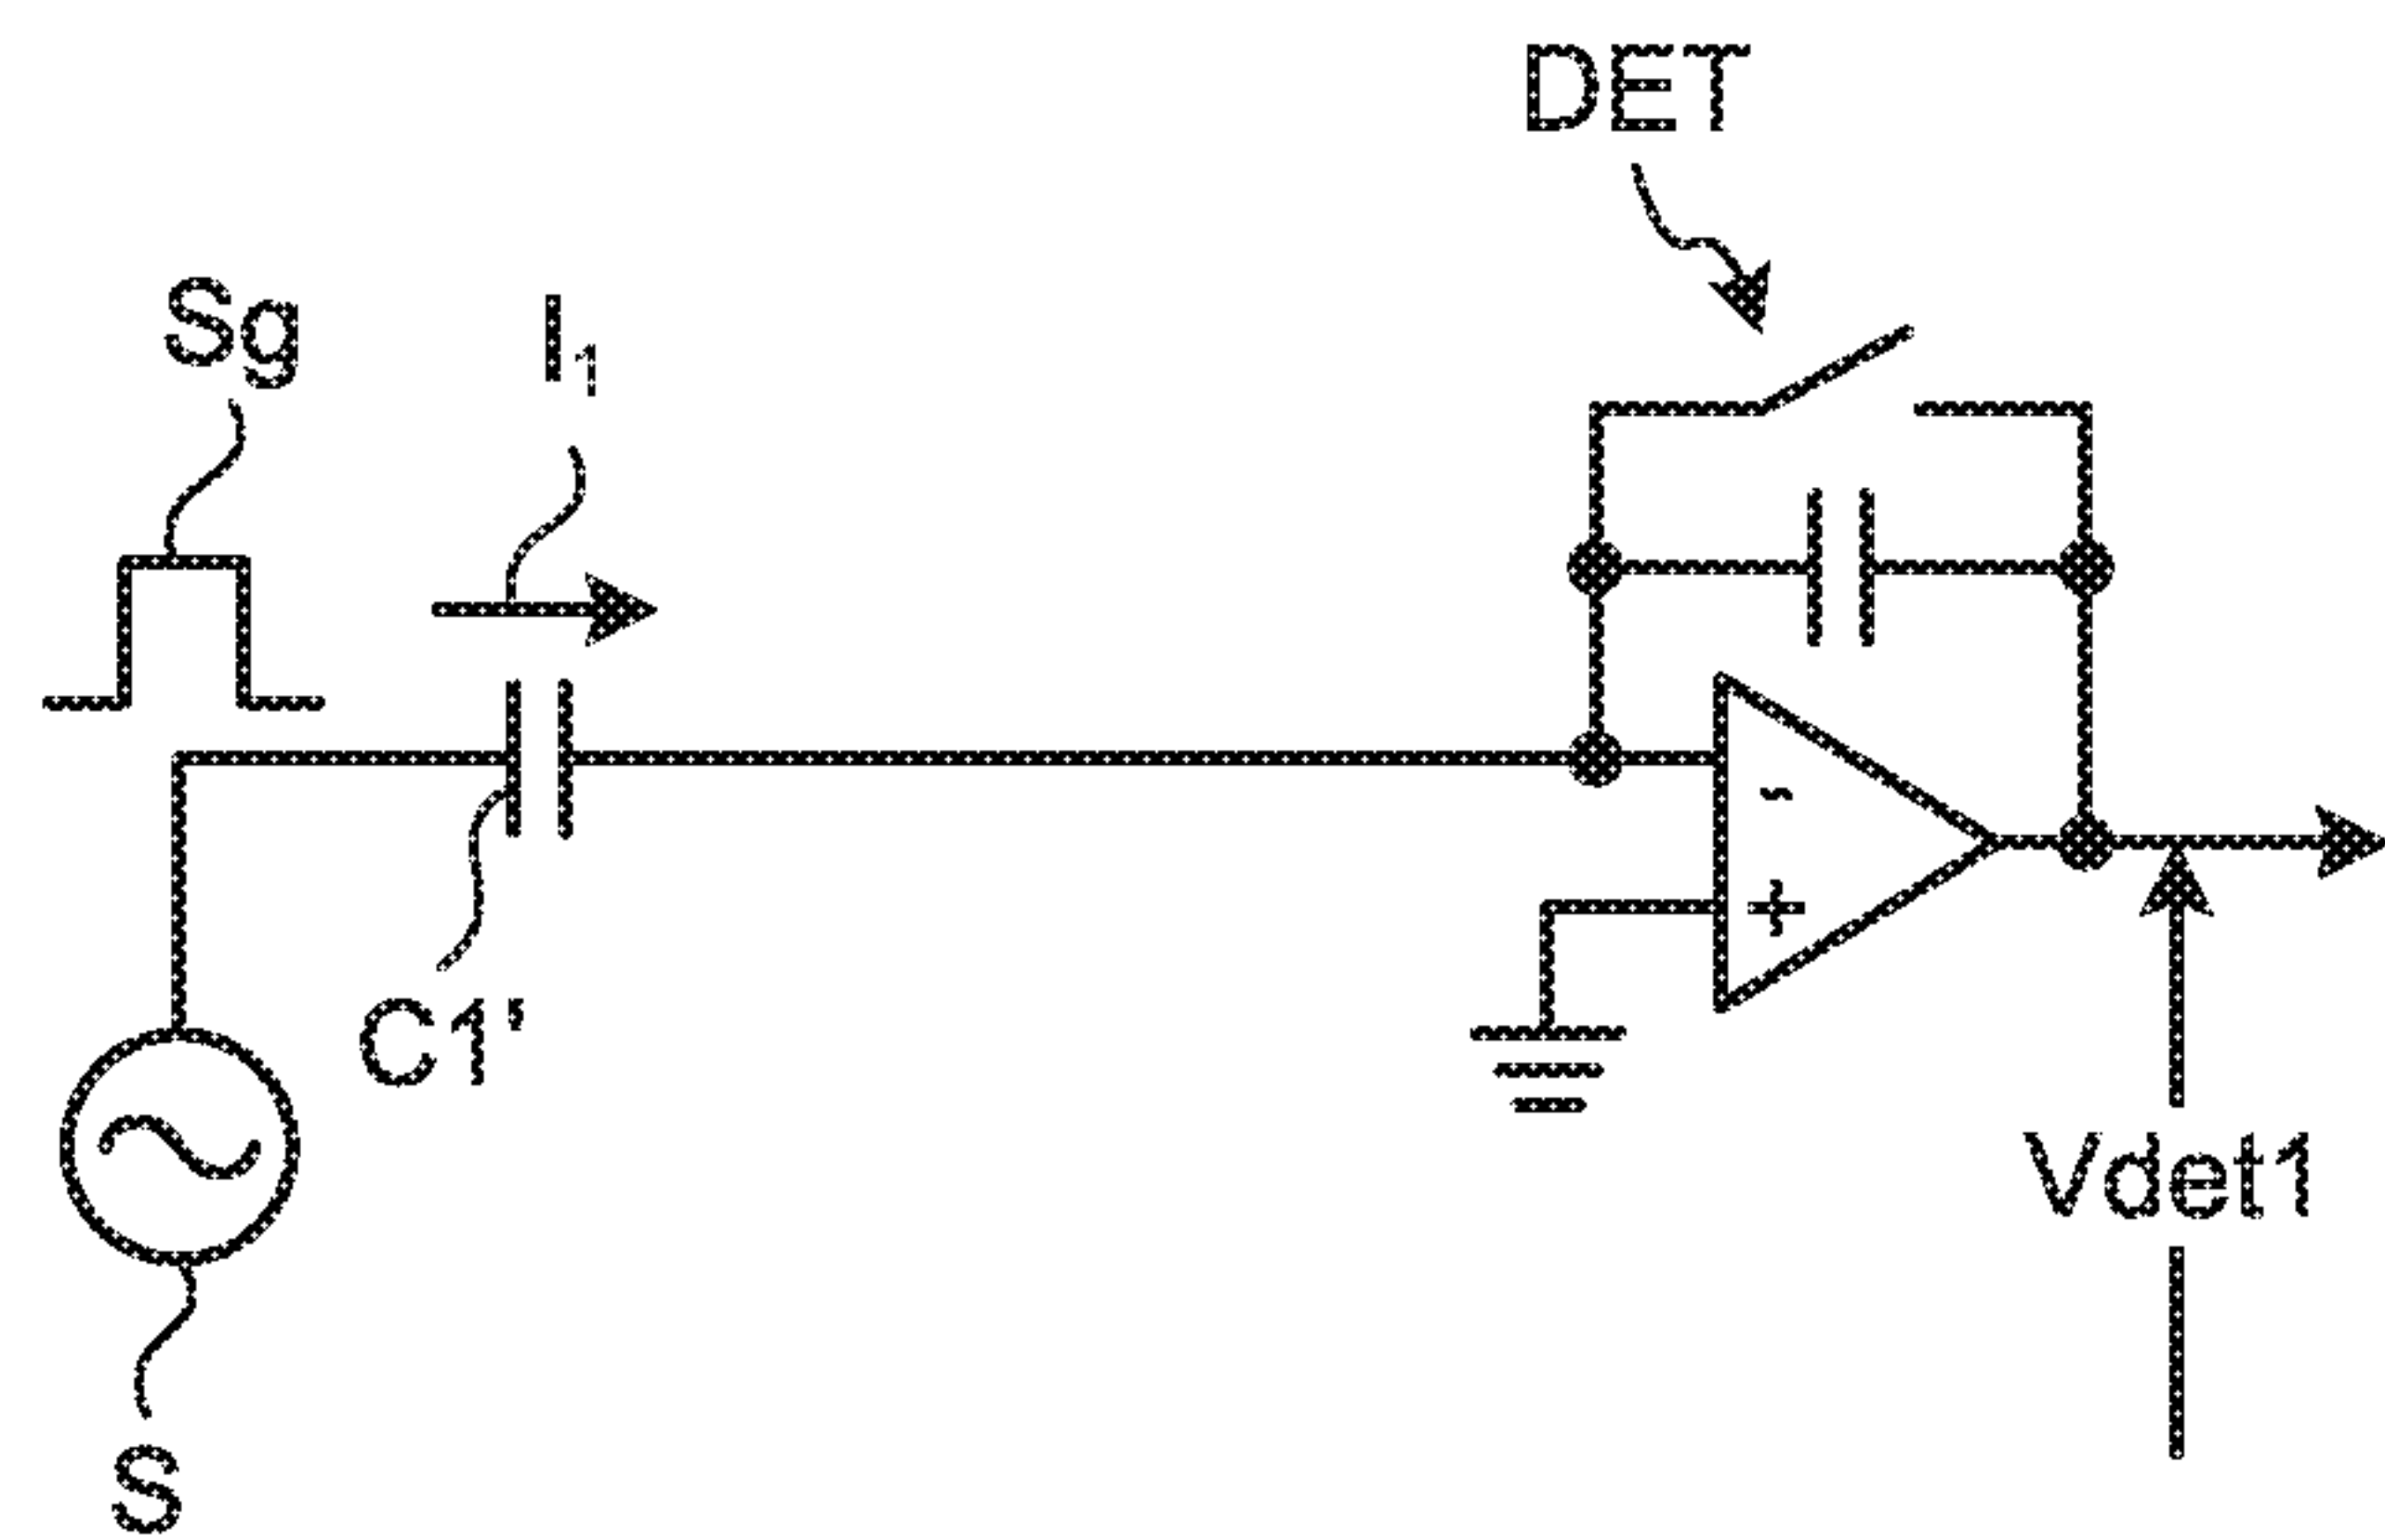 DET
Sg
I₁
-
+
C1'
Vdet1
S